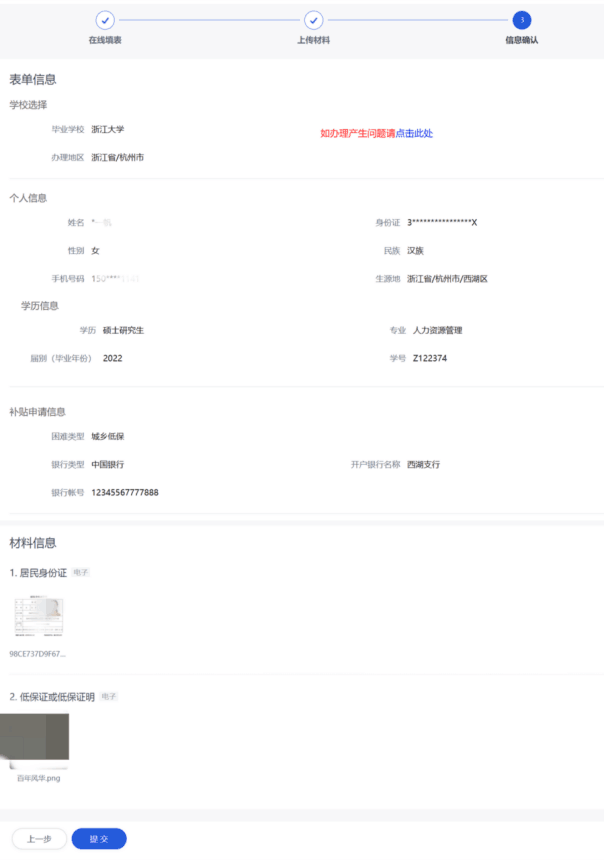 3
在线填表 上传材料 信息确认
表单信息
学校选择
毕业学校 浙江大学
如办理产生问题请点击此处
办理地区 浙江省/杭州市
个人信息
姓名 身份证 3****************X
性别 女 民族 汉族
手机号码 生源地 浙江省/杭州市/西湖区
学历信息
学历 硕士研究生 专业 人力资源管理
届别（毕业年份） 2022 学号 Z122374
补贴申请信息
困难类型 城乡低保
银行类型 中国银行 开户银行名称 西湖支行
银行帐号 12345567777888
材料信息
1. 居民身份证 电子
98CE737D9F67...
2. 低保证或低保证明 电子
百年风华.png
上一步 提交